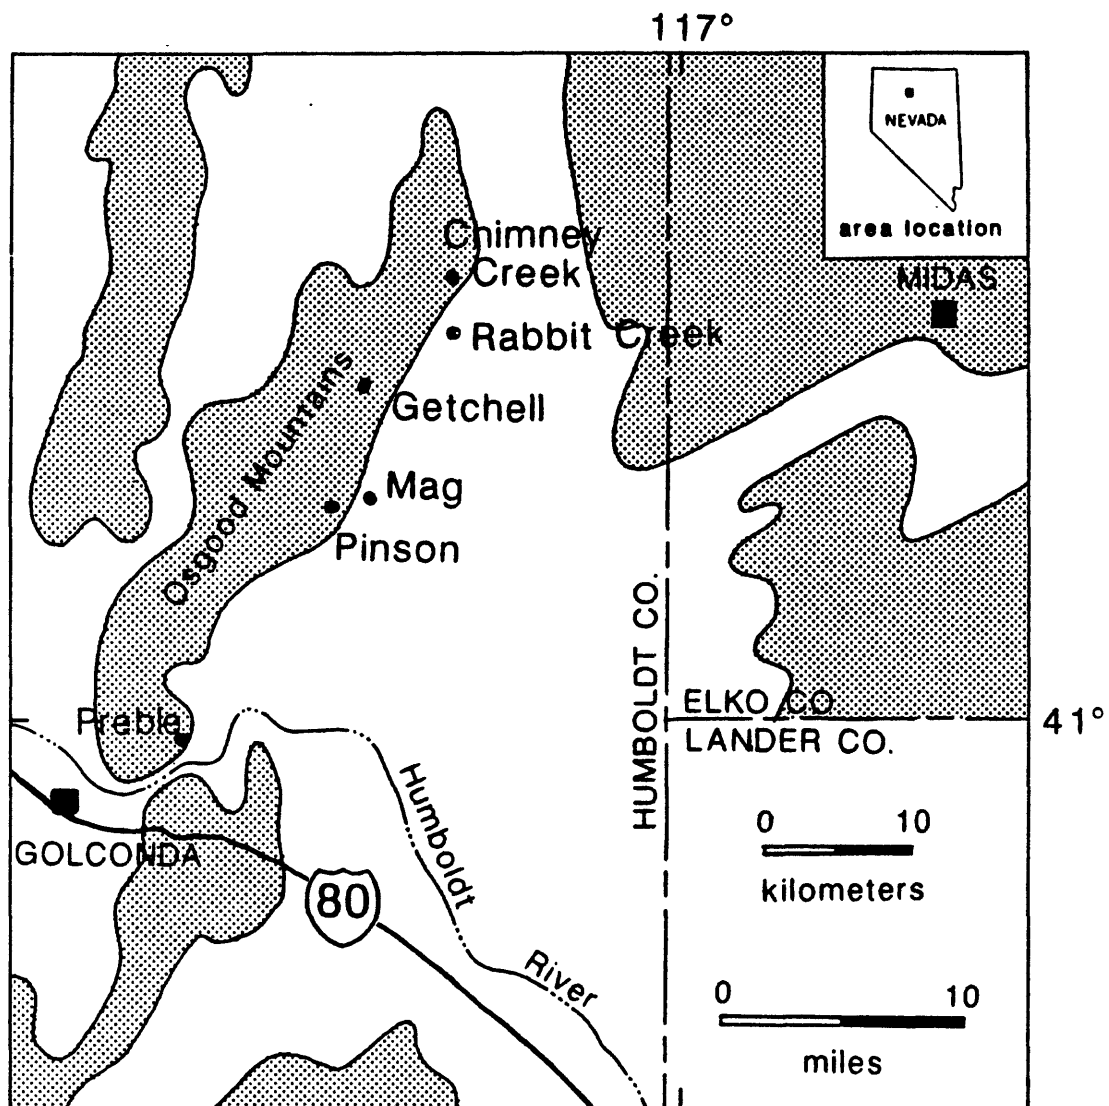 117°
NEVADA
area location
Chimney
Creek
MIDAS
Rabbit Creek
Getchell
Osgood Mountains
Mag
Pinson
HUMBOLDT CO.
ELKO CO
LANDER CO.
41°
Preble
Humboldt
GOLCONDA
80
River
0 10
kilometers
0 10
miles